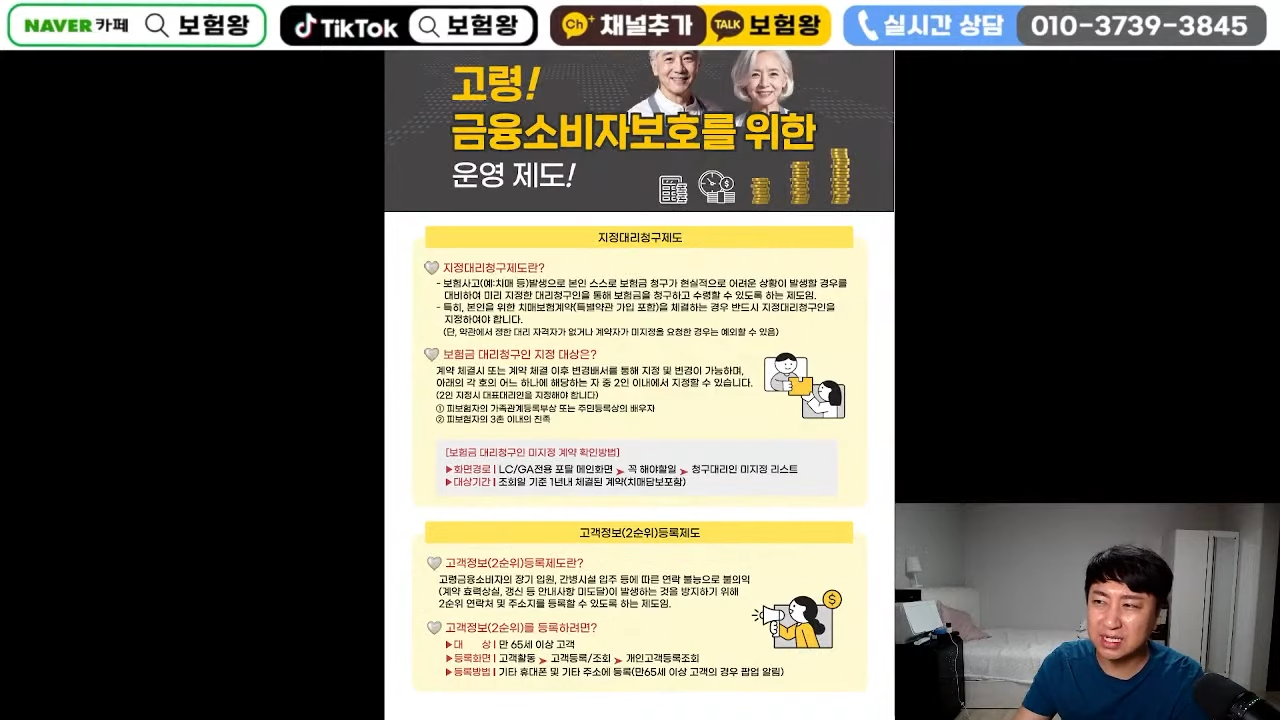 NAVER 카페 보험왕
TikTok 보험왕
Ch+ 채널추가 TALK 보험왕
실시간 상담 010-3739-3845
고령!
금융소비자보호를 위한
운영 제도!
지정대리청구제도
지정대리청구제도란?
- 보험사고(예:치매 등)발생으로 본인 스스로 보험금 청구가 현실적으로 어려운 상황이 발생할 경우를
대비하여 미리 지정한 대리청구인을 통해 보험금을 청구하고 수령할 수 있도록 하는 제도임.
- 특히, 본인을 위한 치매보험계약(특별약관 가입 포함)을 체결하는 경우 반드시 지정대리청구인을
지정하여야 합니다.
(단, 약관에서 정한 대리 자격자가 없거나 계약자가 미지정을 요청한 경우는 예외할 수 있음)
보험금 대리청구인 지정 대상은?
계약 체결시 또는 계약 체결 이후 변경배서를 통해 지정 및 변경이 가능하며,
아래의 각 호의 어느 하나에 해당하는 자 중 2인 이내에서 지정할 수 있습니다.
(2인 지정시 대표대리인을 지정해야 합니다)
① 피보험자의 가족관계등록부상 또는 주민등록상의 배우자
② 피보험자의 3촌 이내의 친족
[보험금 대리청구인 미지정 계약 확인방법]
▶화면경로 | LC/GA전용 포탈 메인화면 ➤ 꼭 해야할일 ➤ 청구대리인 미지정 리스트
▶대상기간 | 조회일 기준 1년내 체결된 계약(치매담보포함)
고객정보(2순위)등록제도
고객정보(2순위)등록제도란?
고령금융소비자의 장기 입원, 간병시설 입주 등에 따른 연락 불능으로 불의익
(계약 효력상실, 갱신 등 안내사항 미도달)이 발생하는 것을 방지하기 위해
2순위 연락처 및 주소지를 등록할 수 있도록 하는 제도임.
고객정보(2순위)를 등록하려면?
▶대 상 | 만 65세 이상 고객
▶등록화면 | 고객활동 ➤ 고객등록/조회 ➤ 개인고객등록조회
▶등록방법 | 기타 휴대폰 및 기타 주소에 등록(만65세 이상 고객의 경우 팝업 알림)